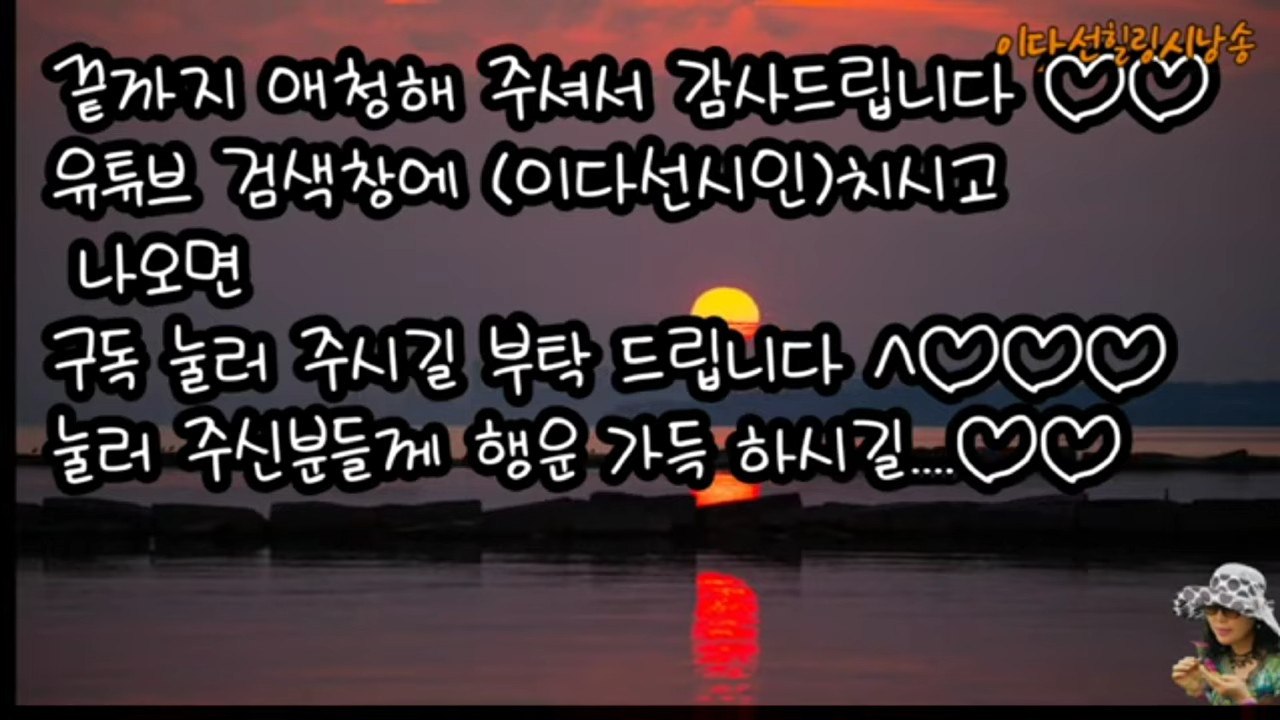 이다선힐링시낭송
끝까지 애청해 주셔서 감사드립니다 ♡♡
유튜브 검색창에 (이다선시인)치시고
나오면
구독 눌러 주시길 부탁 드립니다 ^♡♡♡
눌러 주신분들께 행운 가득 하시길....♡♡